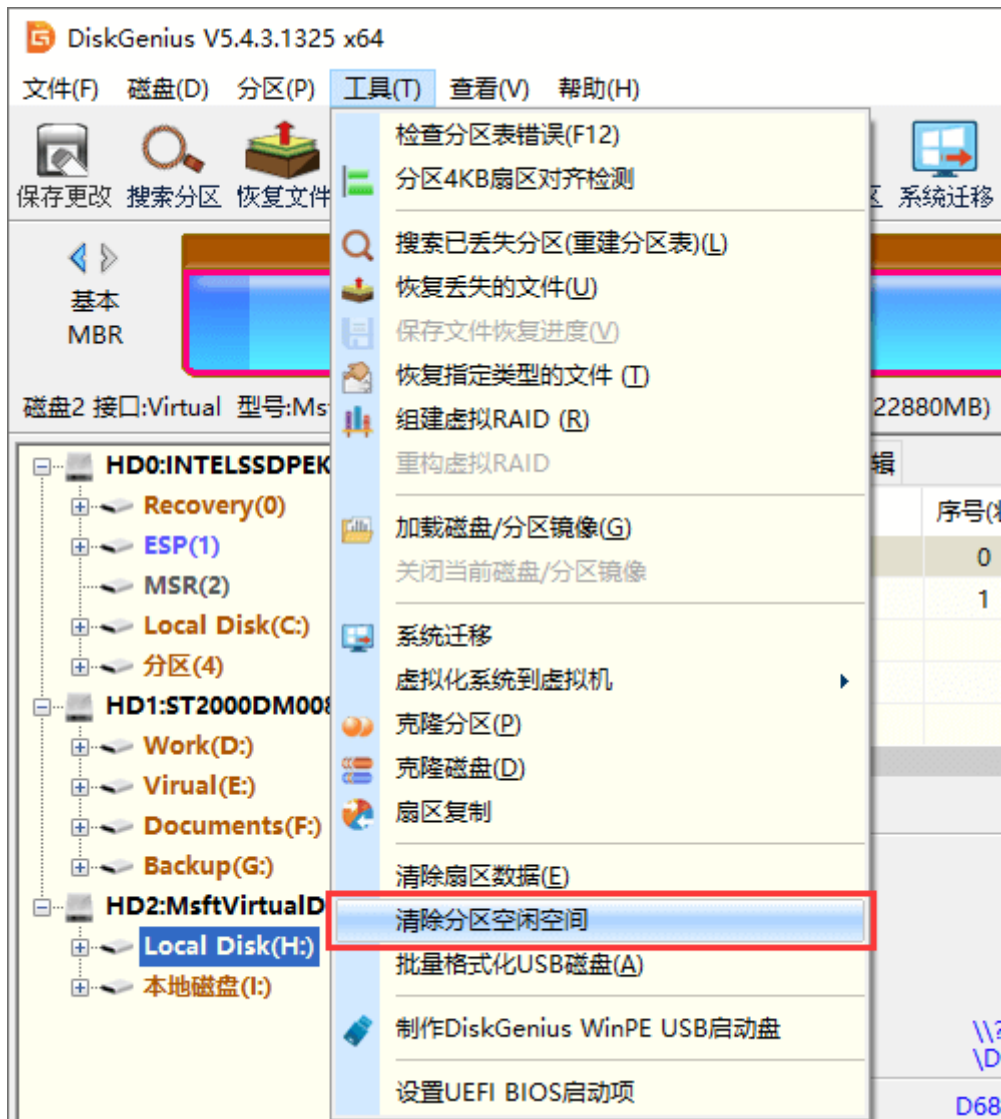 DiskGenius V5.4.3.1325 x64
文件(F) 磁盘(D) 分区(P) 工具(T) 查看(V) 帮助(H)
保存更改 搜索分区 恢复文件 区 系统迁移
基本
MBR
磁盘2 接口:Virtual 型号:Ms 22880MB)
检查分区表错误(F12)
分区4KB扇区对齐检测
搜索已丢失分区(重建分区表)(L)
恢复丢失的文件(U)
保存文件恢复进度(V)
恢复指定类型的文件 (T)
组建虚拟RAID (R)
重构虚拟RAID
加载磁盘/分区镜像(G)
关闭当前磁盘/分区镜像
系统迁移
虚拟化系统到虚拟机
克隆分区(P)
克隆磁盘(D)
扇区复制
清除扇区数据(E)
清除分区空闲空间
批量格式化USB磁盘(A)
制作DiskGenius WinPE USB启动盘
设置UEFI BIOS启动项
HD0:INTELSSDPEK
Recovery(0)
ESP(1)
MSR(2)
Local Disk(C:)
分区(4)
HD1:ST2000DM008
Work(D:)
Virual(E:)
Documents(F:)
Backup(G:)
HD2:MsftVirtualD
Local Disk(H:)
本地磁盘(I:)
辑
序号(
0
1
\\?
\D
D68